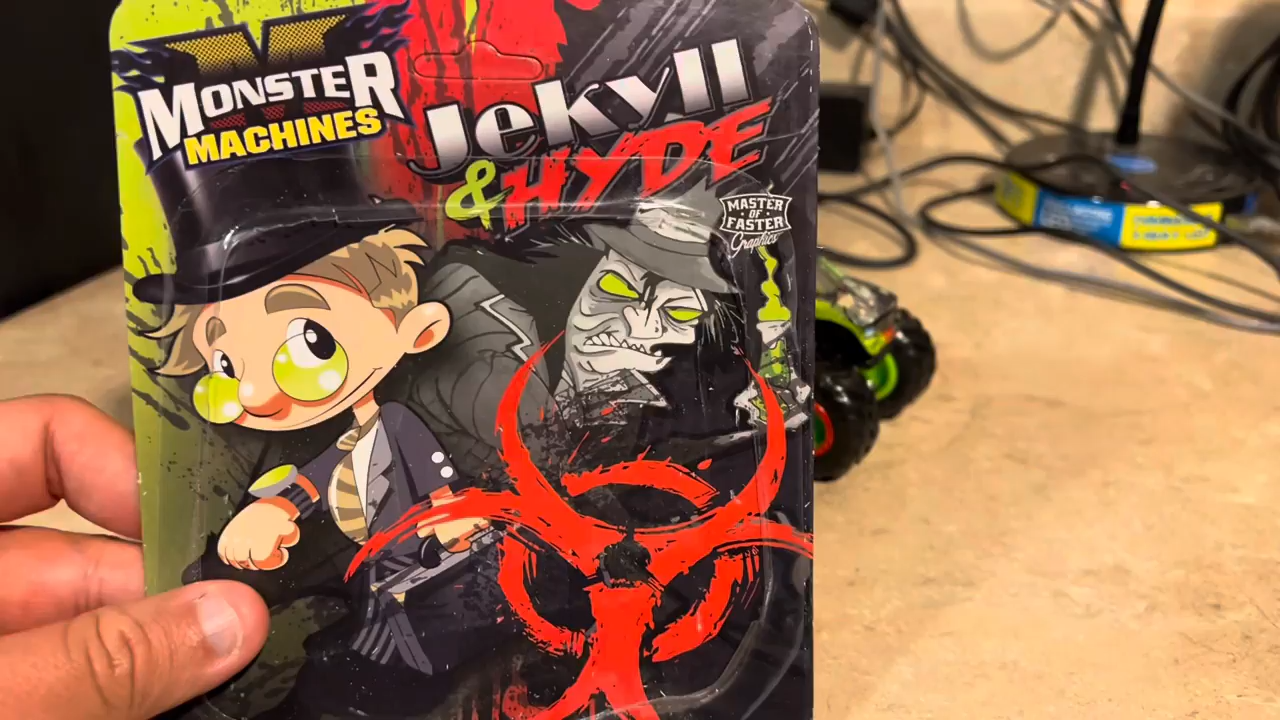 M
MONSTER
MACHINES
Jekyll
& HYDE
MASTER
OF
FASTER
Graphics